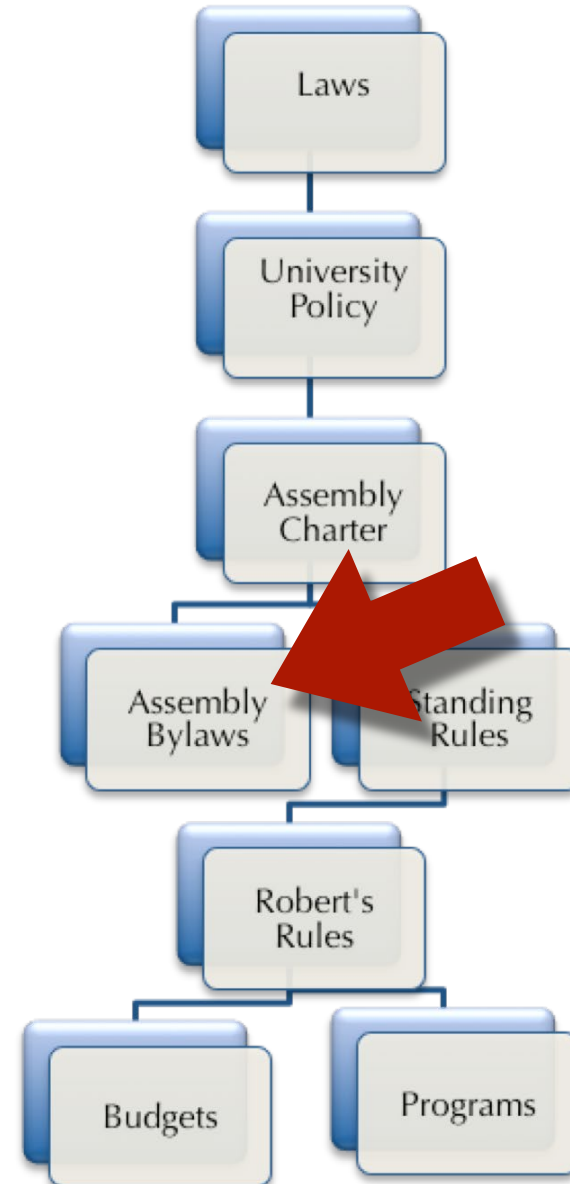 Laws
University
Policy
Assembly
Charter
Assembly
Bylaws
Standing
Rules
Robert's
Rules
Budgets
Programs